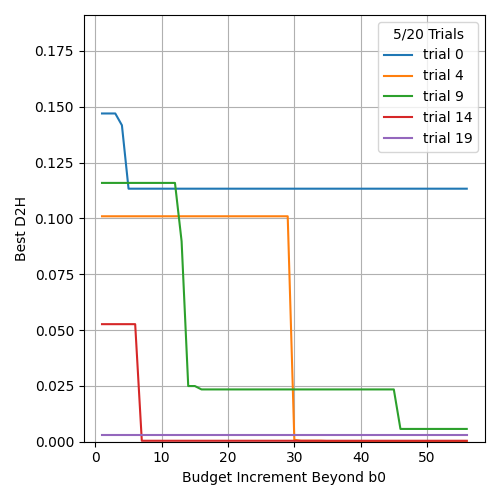 5/20 Trials
trial 0
trial 4
trial 9
trial 14
trial 19
0.175
0.150
0.125
0.100
0.075
0.050
0.025
0.000
Best D2H
0 10 20 30 40 50
Budget Increment Beyond b0